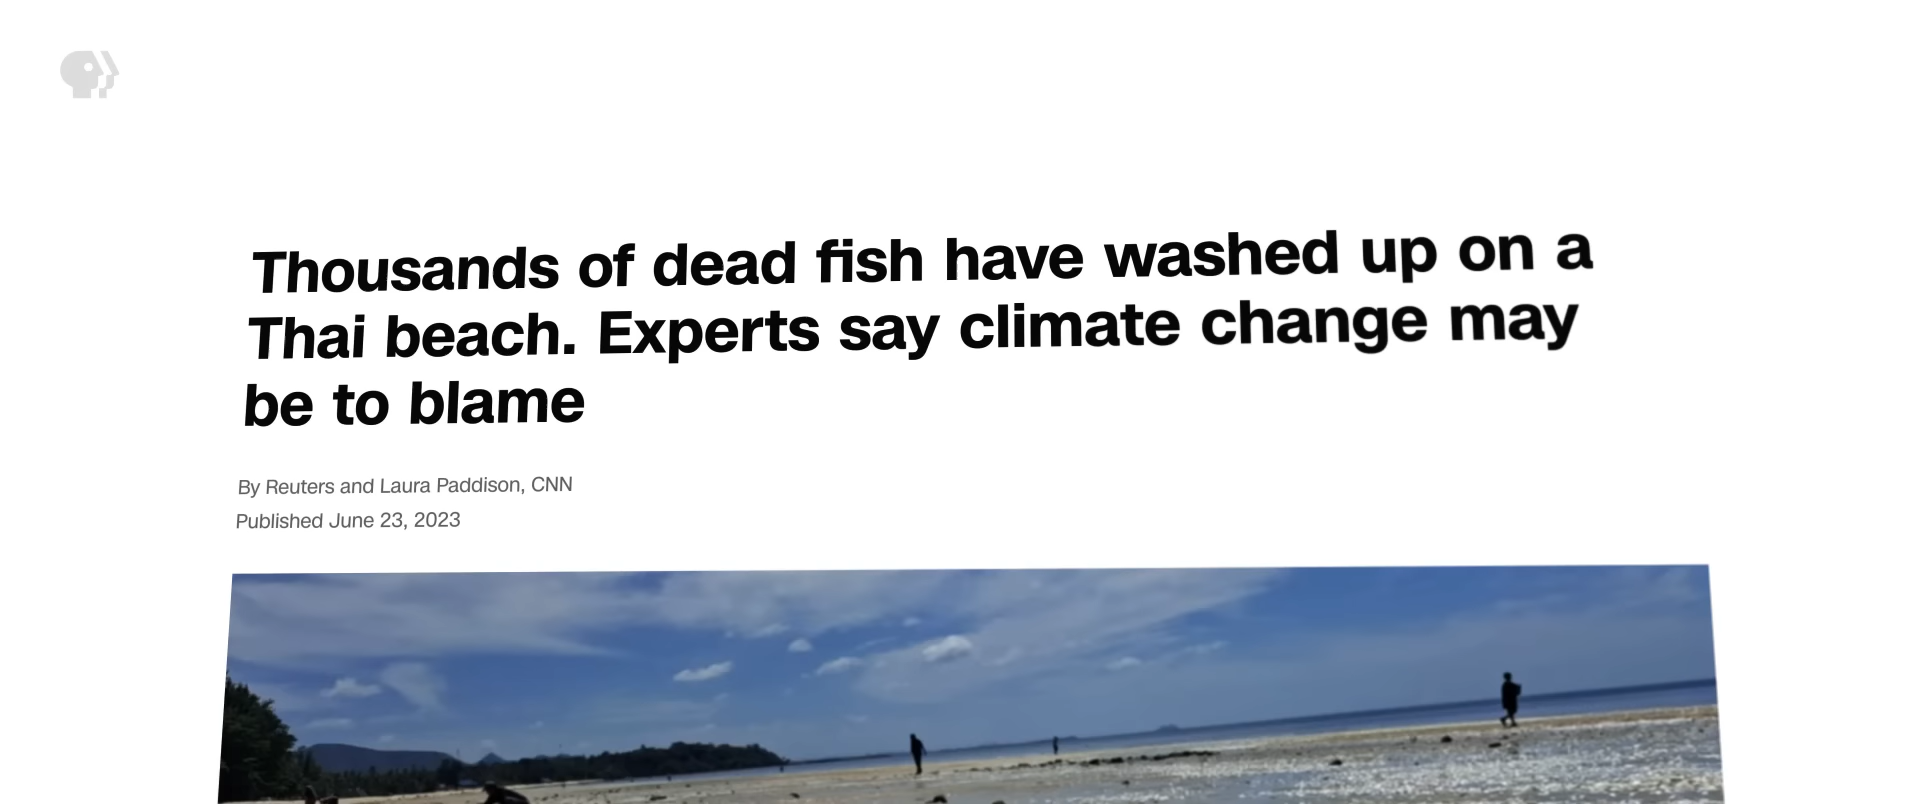 Thousands of dead fish have washed up on a
Thai beach. Experts say climate change may
be to blame
By Reuters and Laura Paddison, CNN
Published June 23, 2023